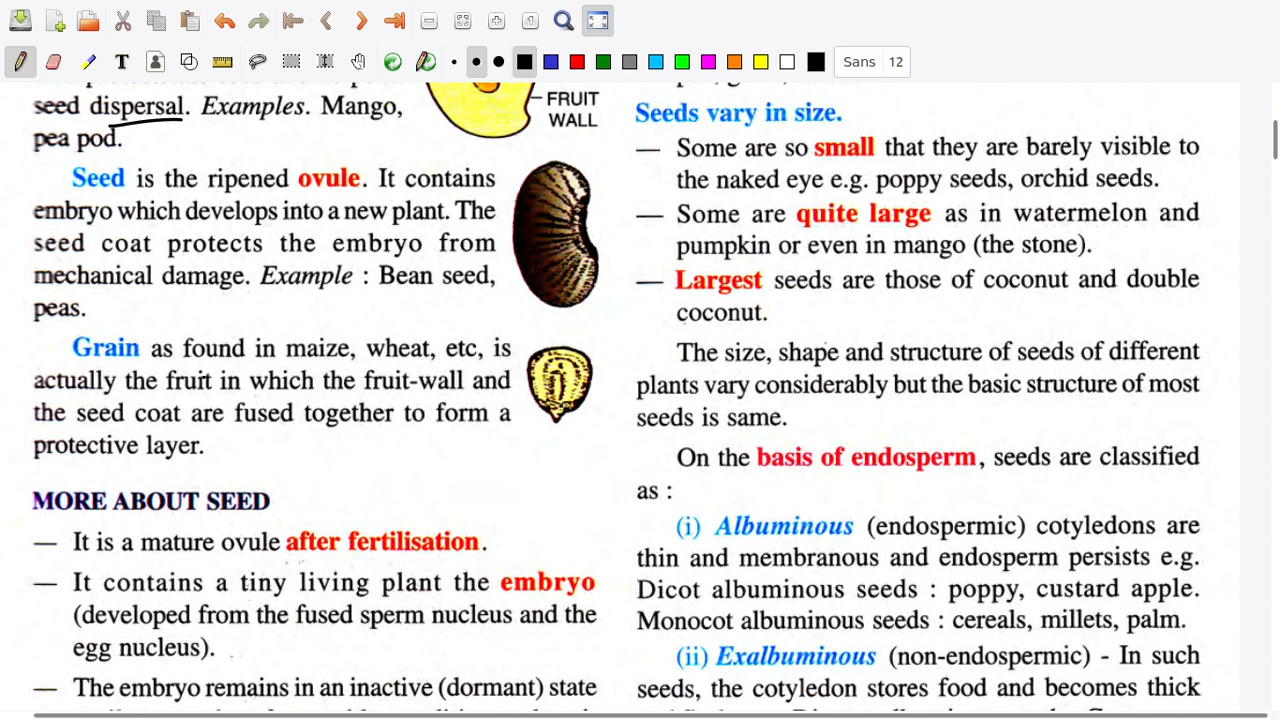 Sans 12
seed dispersal. Examples. Mango,
pea pod.
FRUIT
WALL
Seed is the ripened ovule. It contains
embryo which develops into a new plant. The
seed coat protects the embryo from
mechanical damage. Example : Bean seed,
peas.
Grain as found in maize, wheat, etc, is
actually the fruit in which the fruit-wall and
the seed coat are fused together to form a
protective layer.
MORE ABOUT SEED
— It is a mature ovule after fertilisation.
— It contains a tiny living plant the embryo
(developed from the fused sperm nucleus and the
egg nucleus).
— The embryo remains in an inactive (dormant) state
Seeds vary in size.
— Some are so small that they are barely visible to
the naked eye e.g. poppy seeds, orchid seeds.
— Some are quite large as in watermelon and
pumpkin or even in mango (the stone).
— Largest seeds are those of coconut and double
coconut.
The size, shape and structure of seeds of different
plants vary considerably but the basic structure of most
seeds is same.
On the basis of endosperm, seeds are classified
as :
(i) Albuminous (endospermic) cotyledons are
thin and membranous and endosperm persists e.g.
Dicot albuminous seeds : poppy, custard apple.
Monocot albuminous seeds : cereals, millets, palm.
(ii) Exalbuminous (non-endospermic) - In such
seeds, the cotyledon stores food and becomes thick